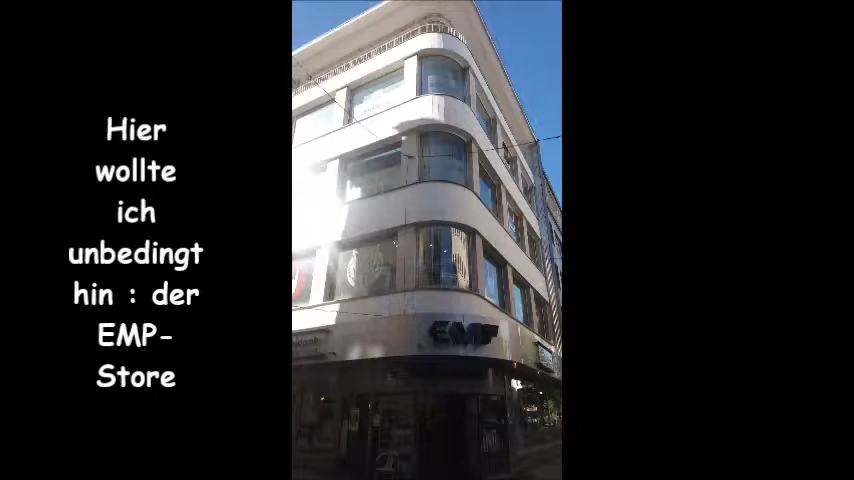 Hier
wollte
ich
unbedingt
hin : der
EMP-
Store
EMP